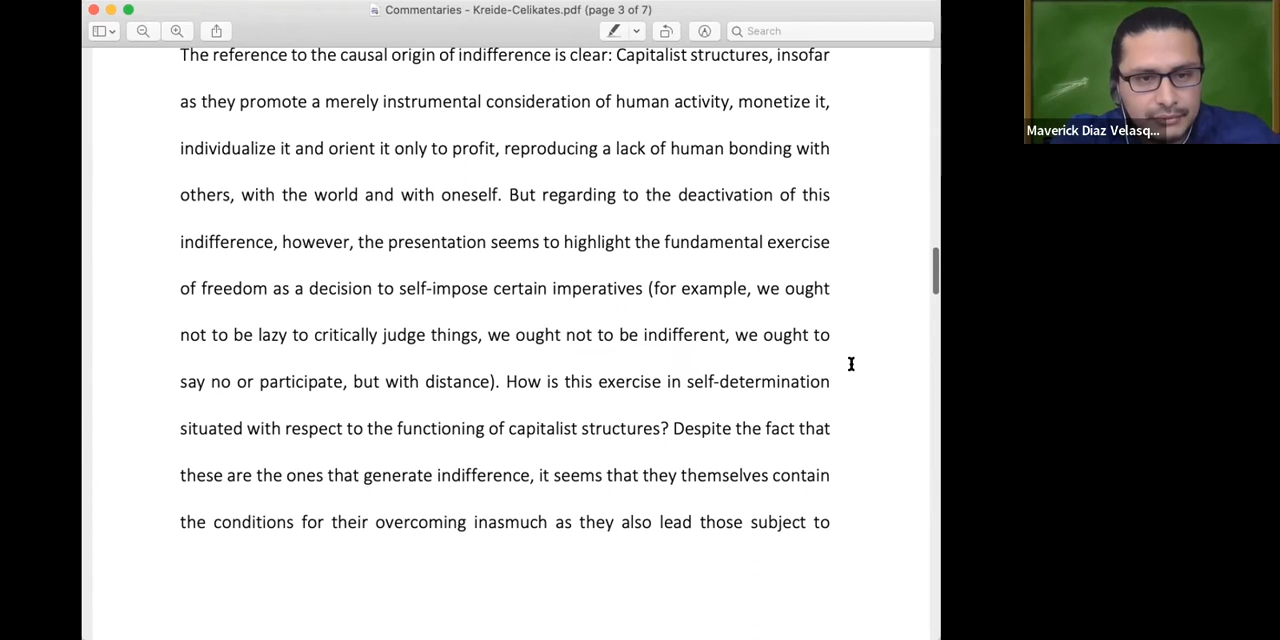 Commentaries - Kreide-Celikates.pdf (page 3 of 7)
Search
The reference to the causal origin of indifference is clear: Capitalist structures, insofar
as they promote a merely instrumental consideration of human activity, monetize it,
individualize it and orient it only to profit, reproducing a lack of human bonding with
others, with the world and with oneself. But regarding to the deactivation of this
indifference, however, the presentation seems to highlight the fundamental exercise
of freedom as a decision to self-impose certain imperatives (for example, we ought
not to be lazy to critically judge things, we ought not to be indifferent, we ought to
say no or participate, but with distance). How is this exercise in self-determination
situated with respect to the functioning of capitalist structures? Despite the fact that
these are the ones that generate indifference, it seems that they themselves contain
the conditions for their overcoming inasmuch as they also lead those subject to
Maverick Diaz Velasq...